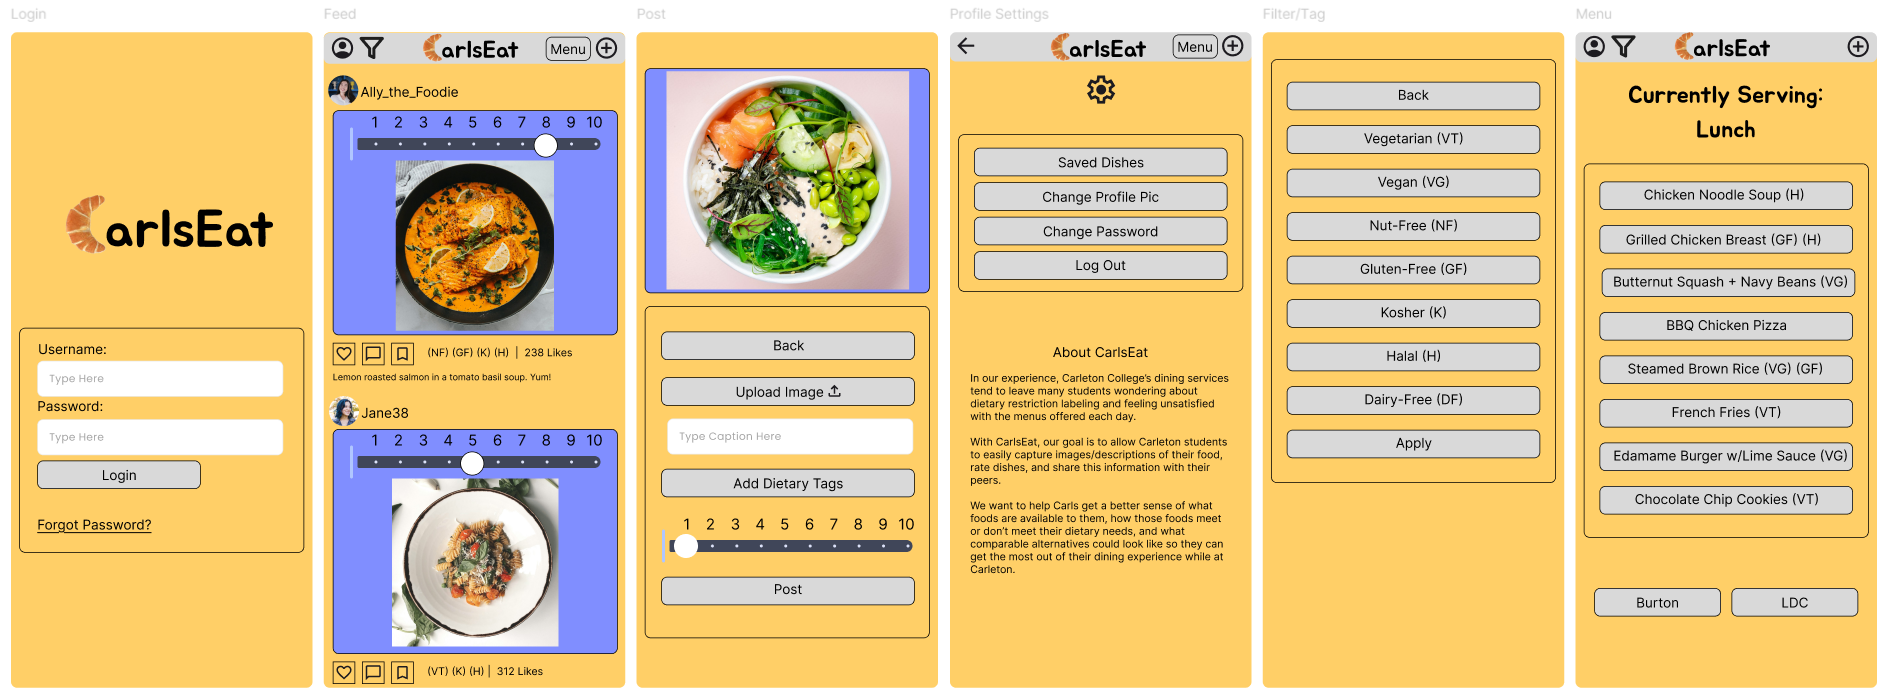 Login
CarlsEat
Username:
Type Here
Password:
Type Here
Login
Forgot Password?
Feed
CarlsEat
Menu
Ally_the_Foodie
1 2 3 4 5 6 7 8 9 10
(NF) (GF) (K) (H) | 238 Likes
Lemon roasted salmon in a tomato basil soup. Yum!
Jane38
1 2 3 4 5 6 7 8 9 10
(VT) (K) (H) | 312 Likes
Post
Back
Upload Image
Type Caption Here
Add Dietary Tags
1 2 3 4 5 6 7 8 9 10
Post
Profile Settings
CarlsEat
Menu
Saved Dishes
Change Profile Pic
Change Password
Log Out
About CarlsEat
In our experience, Carleton College's dining services
tend to leave many students wondering about
dietary restriction labeling and feeling unsatisfied
with the menus offered each day.
With CarlsEat, our goal is to allow Carleton students
to easily capture images/descriptions of their food,
rate dishes, and share this information with their
peers.
We want to help Carls get a better sense of what
foods are available to them, how those foods meet
or don't meet their dietary needs, and what
comparable alternatives could look like so they can
get the most out of their dining experience while at
Carleton.
Filter/Tag
Back
Vegetarian (VT)
Vegan (VG)
Nut-Free (NF)
Gluten-Free (GF)
Kosher (K)
Halal (H)
Dairy-Free (DF)
Apply
Menu
CarlsEat
Currently Serving:
Lunch
Chicken Noodle Soup (H)
Grilled Chicken Breast (GF) (H)
Butternut Squash + Navy Beans (VG)
BBQ Chicken Pizza
Steamed Brown Rice (VG) (GF)
French Fries (VT)
Edamame Burger w/Lime Sauce (VG)
Chocolate Chip Cookies (VT)
Burton
LDC